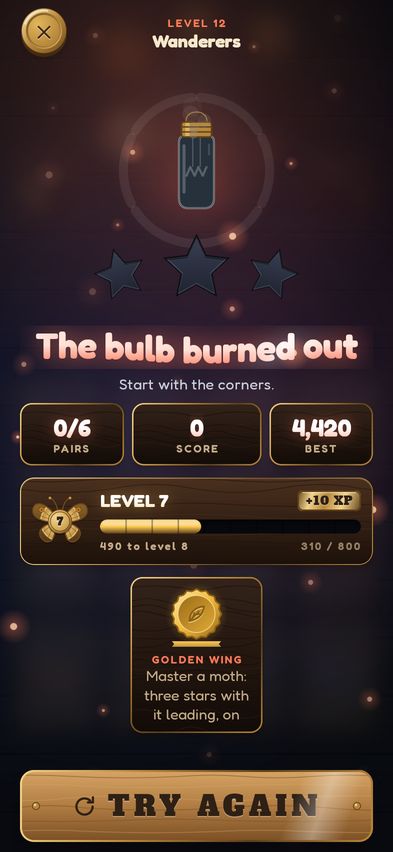 LEVEL 12
Wanderers
The bulb burned out
Start with the corners.
0/6
PAIRS
0
SCORE
4,420
BEST
7
LEVEL 7
+10 XP
490 to level 8
310 / 800
GOLDEN WING
Master a moth:
three stars with
it leading, on
TRY AGAIN